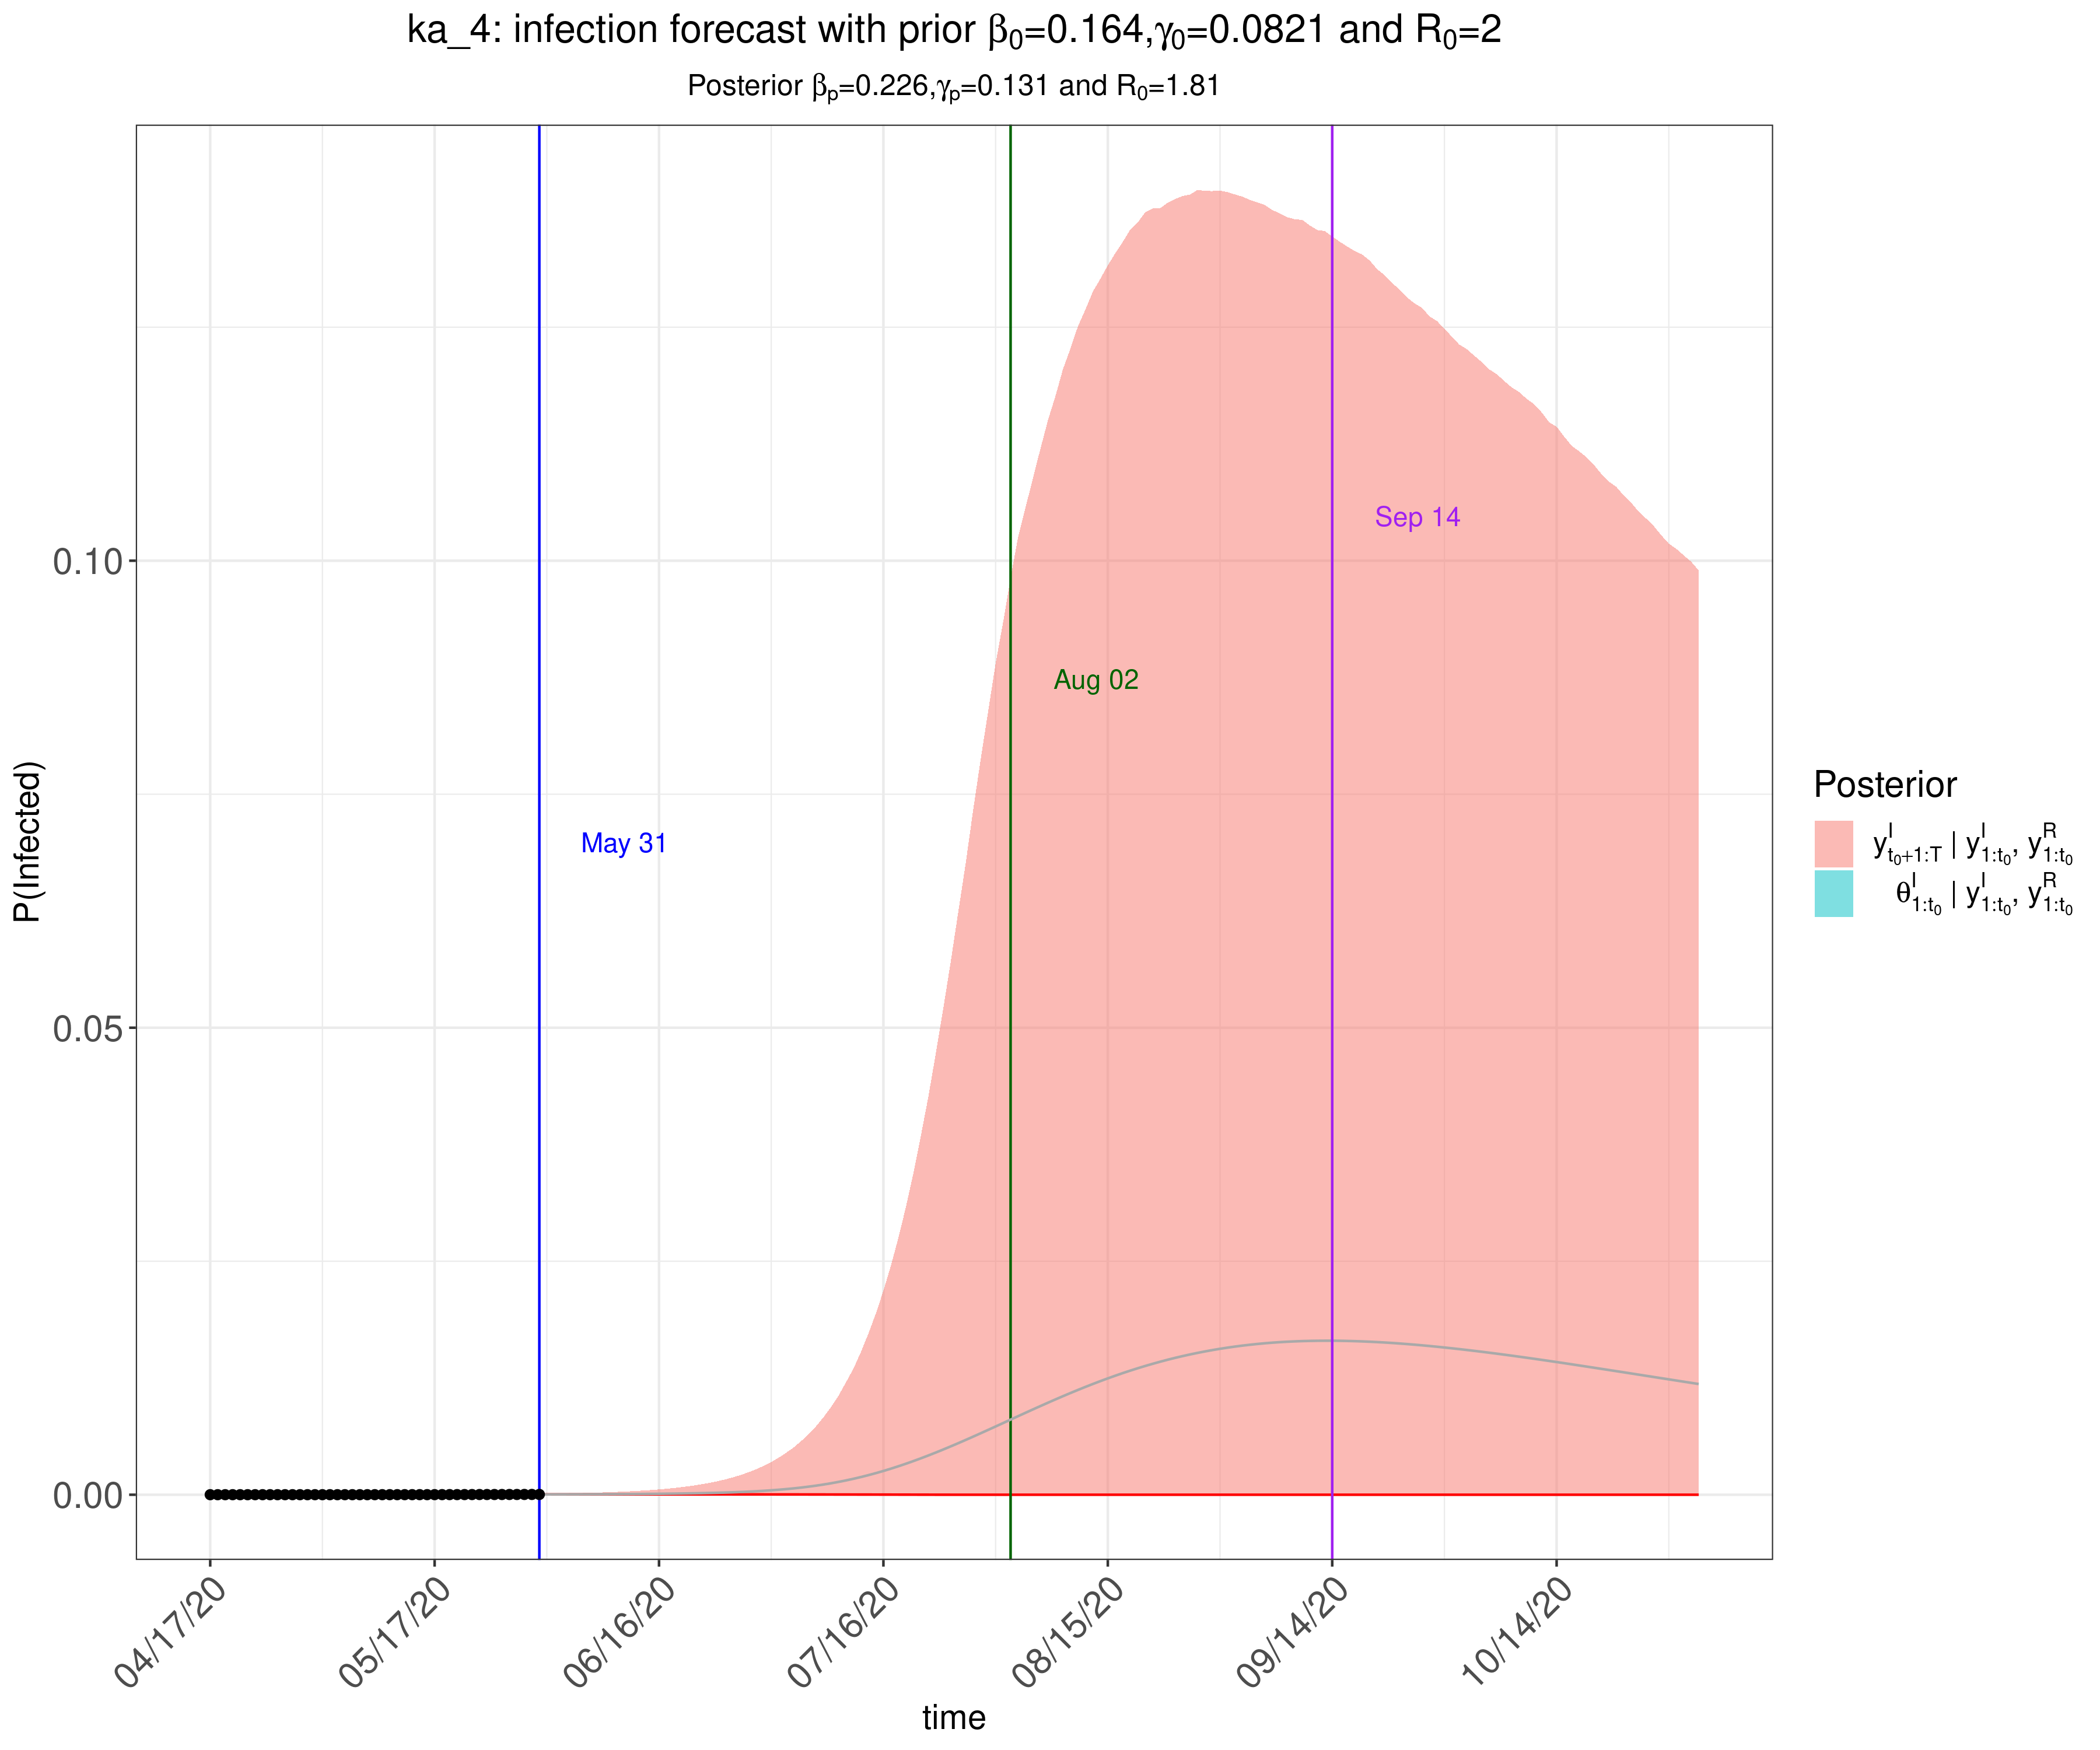 ka_4: infection forecast with prior β₀=0.164,γ₀=0.0821 and R₀=2
Posterior βₚ=0.226,γₚ=0.131 and R₀=1.81
P(Infected)
0.10
0.05
0.00
May 31
Aug 02
Sep 14
04/17/20
05/17/20
06/16/20
07/16/20
08/15/20
09/14/20
10/14/20
time
Posterior
y^I_{t₀+1:T} | y^I_{1:t₀}, y^R_{1:t₀}
θ^I_{1:t₀} | y^I_{1:t₀}, y^R_{1:t₀}